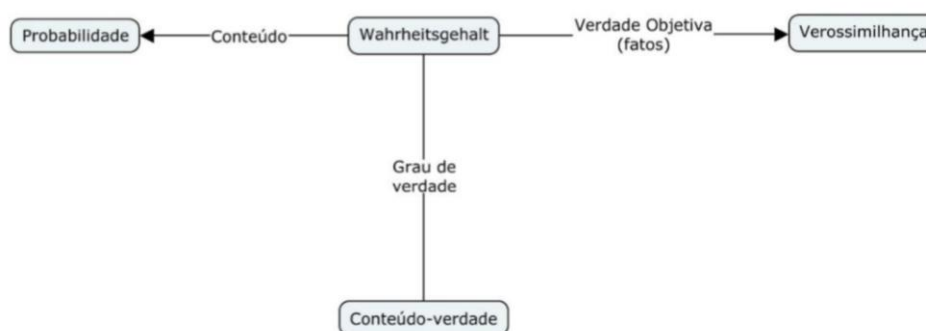 Probabilidade
Conteúdo
Wahrheitsgehalt
Verdade Objetiva
(fatos)
Verossimilhança
Grau de
verdade
Conteúdo-verdade